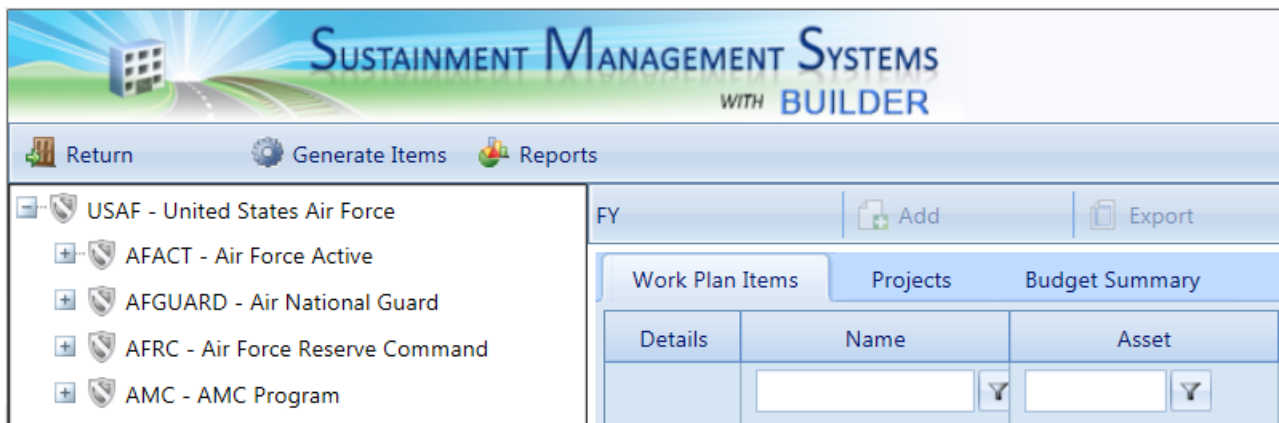 SUSTAINMENT MANAGEMENT SYSTEMS
WITH BUILDER
Return Generate Items Reports
USAF - United States Air Force
AFACT - Air Force Active
AFGUARD - Air National Guard
AFRC - Air Force Reserve Command
AMC - AMC Program
FY Add Export
Work Plan Items Projects Budget Summary
Details Name Asset